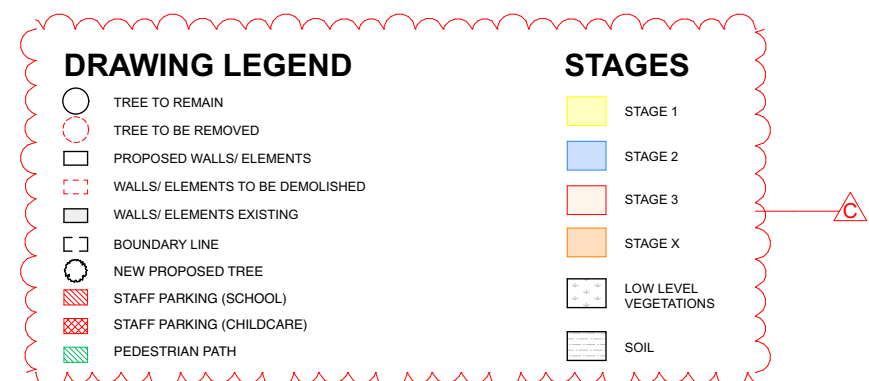 DRAWING LEGEND
TREE TO REMAIN
TREE TO BE REMOVED
PROPOSED WALLS/ ELEMENTS
WALLS/ ELEMENTS TO BE DEMOLISHED
WALLS/ ELEMENTS EXISTING
BOUNDARY LINE
NEW PROPOSED TREE
STAFF PARKING (SCHOOL)
STAFF PARKING (CHILDCARE)
PEDESTRIAN PATH
STAGES
STAGE 1
STAGE 2
STAGE 3
STAGE X
LOW LEVEL
VEGETATIONS
SOIL
C